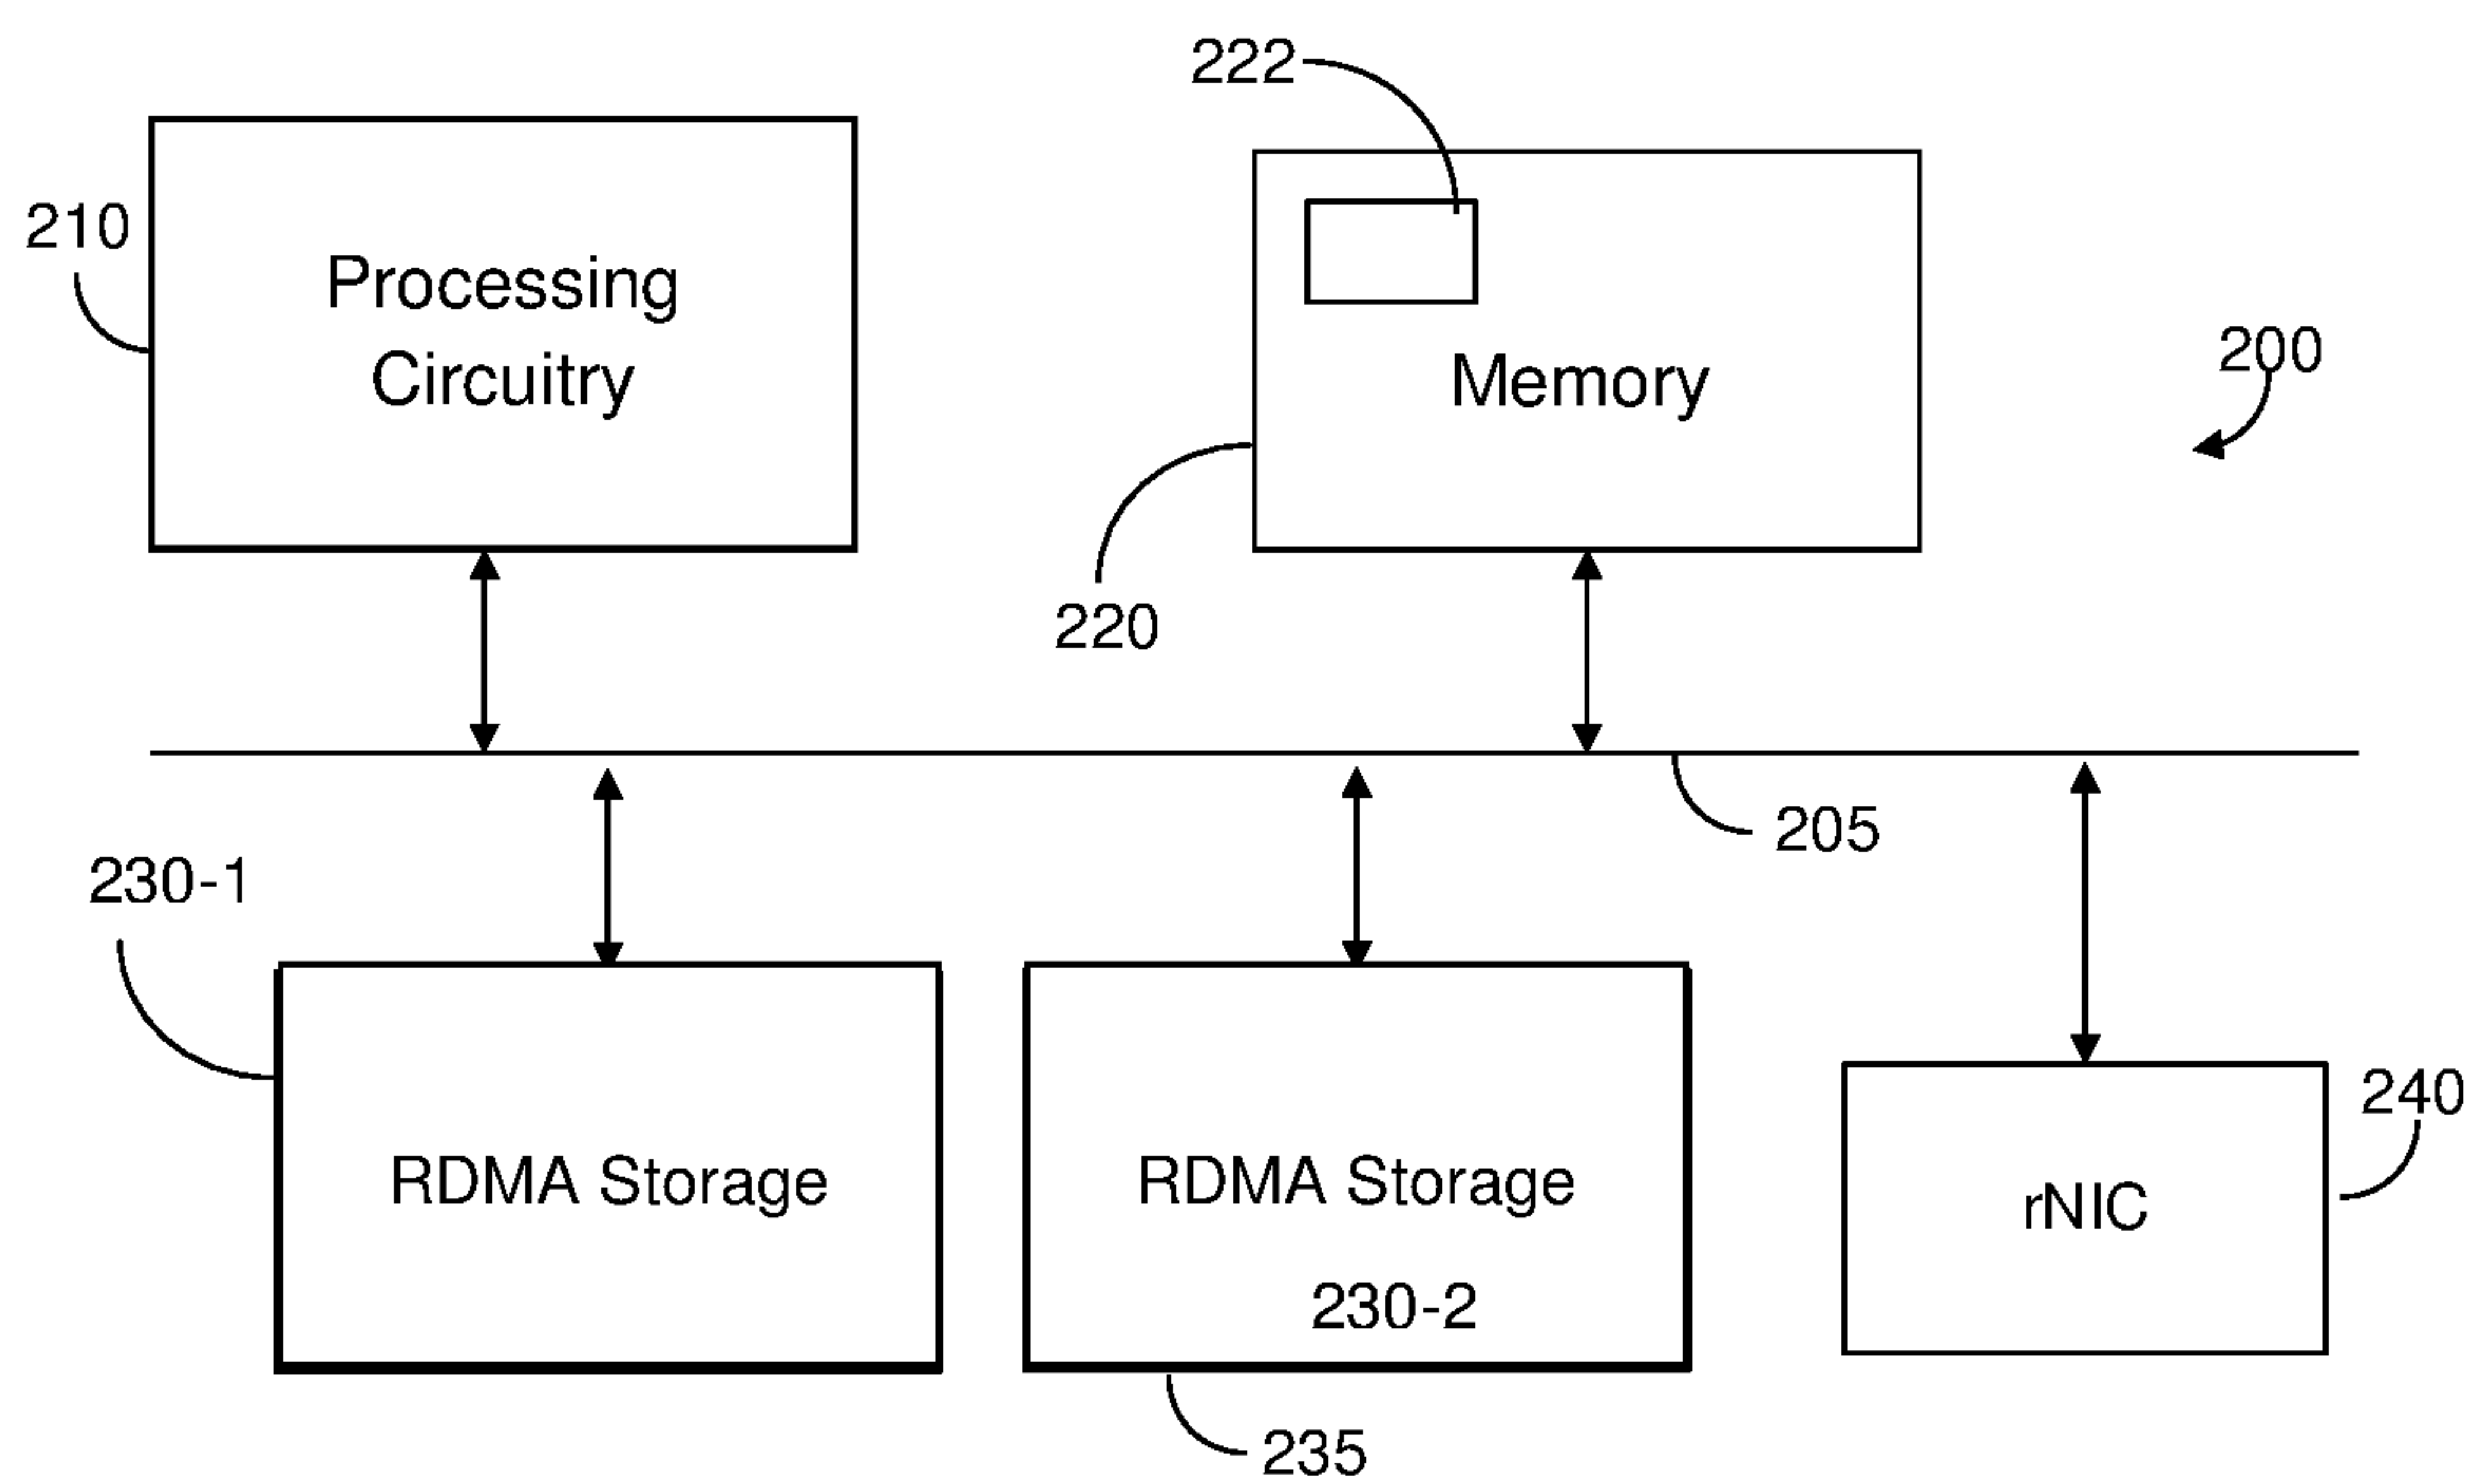 222
210
Processing
Circuitry
Memory
200
220
205
230-1
RDMA Storage
RDMA Storage
230-2
240
rNIC
235